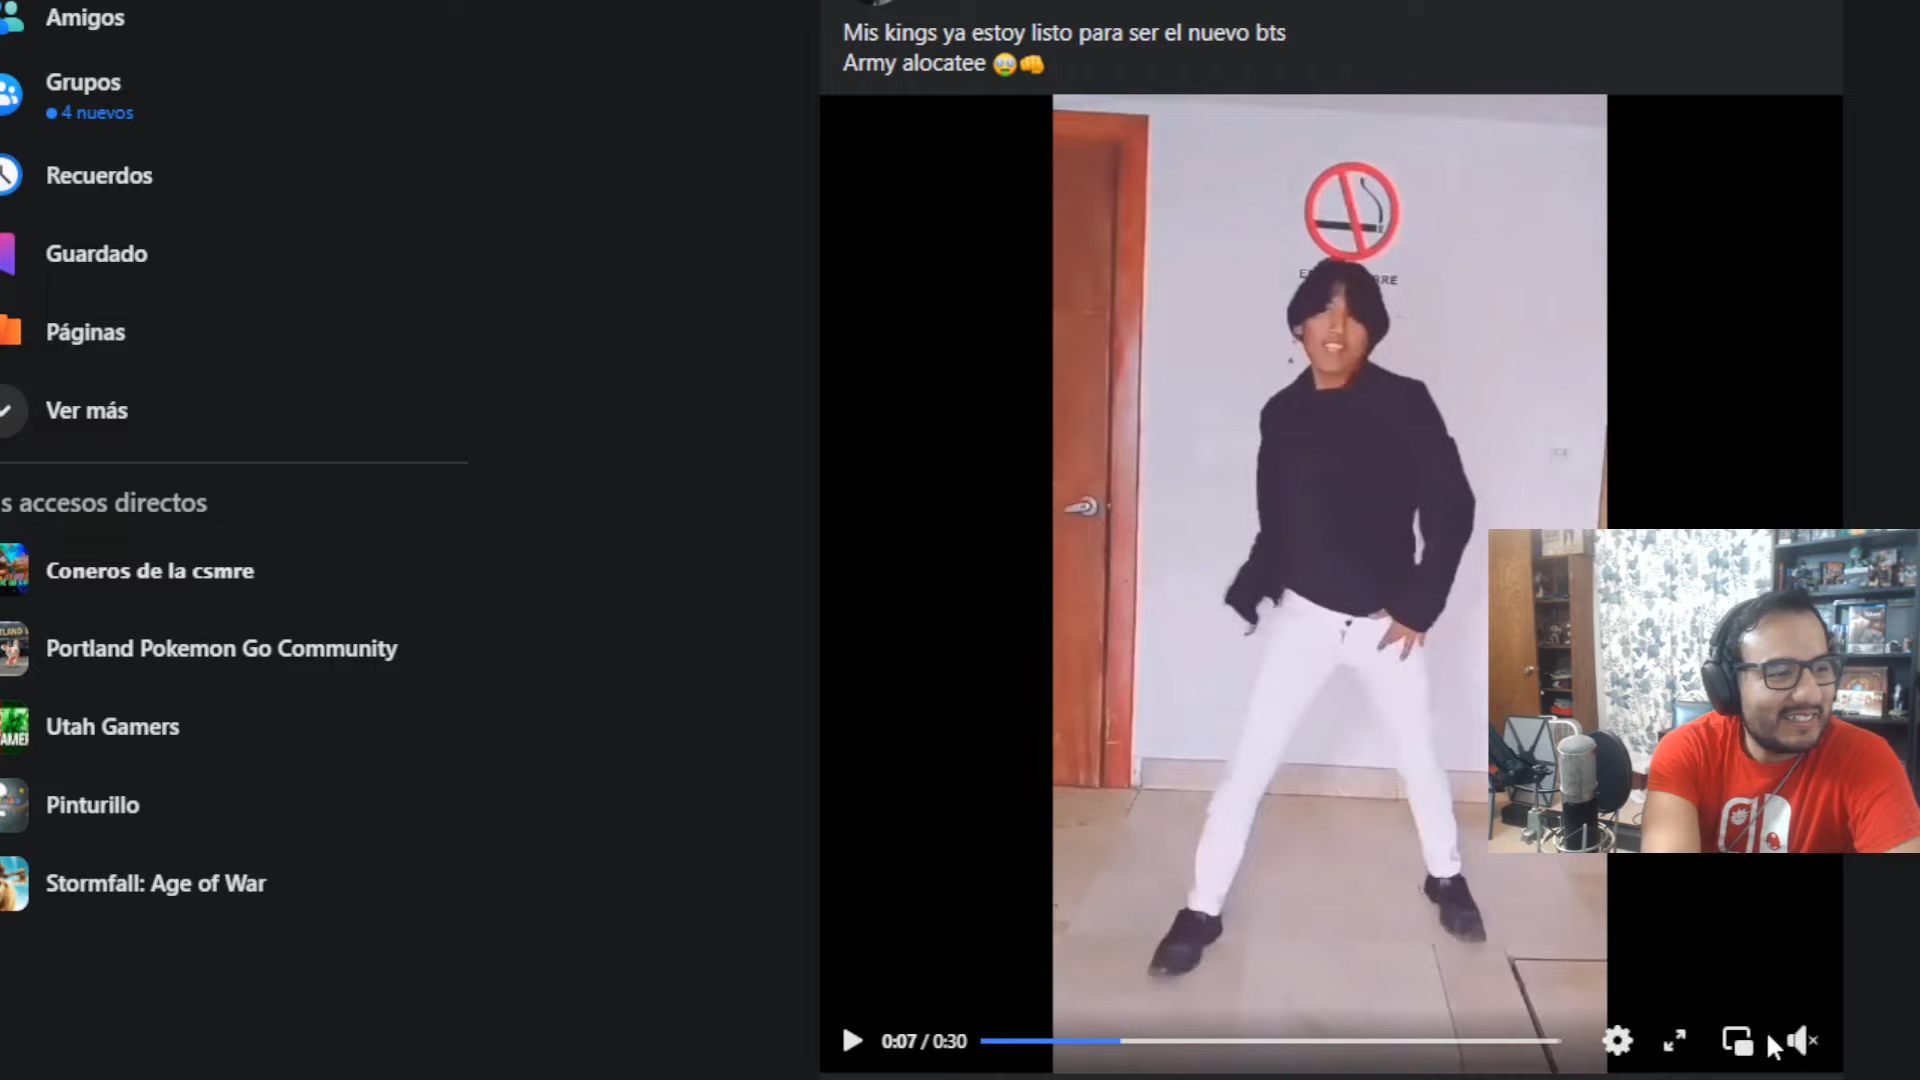 Amigos
Grupos
4 nuevos
Recuerdos
Guardado
Páginas
Ver más
s accesos directos
Coneros de la csmre
Portland Pokemon Go Community
Utah Gamers
Pinturillo
Stormfall: Age of War
Mis kings ya estoy listo para ser el nuevo bts
Army alocatee
0:07 / 0:30